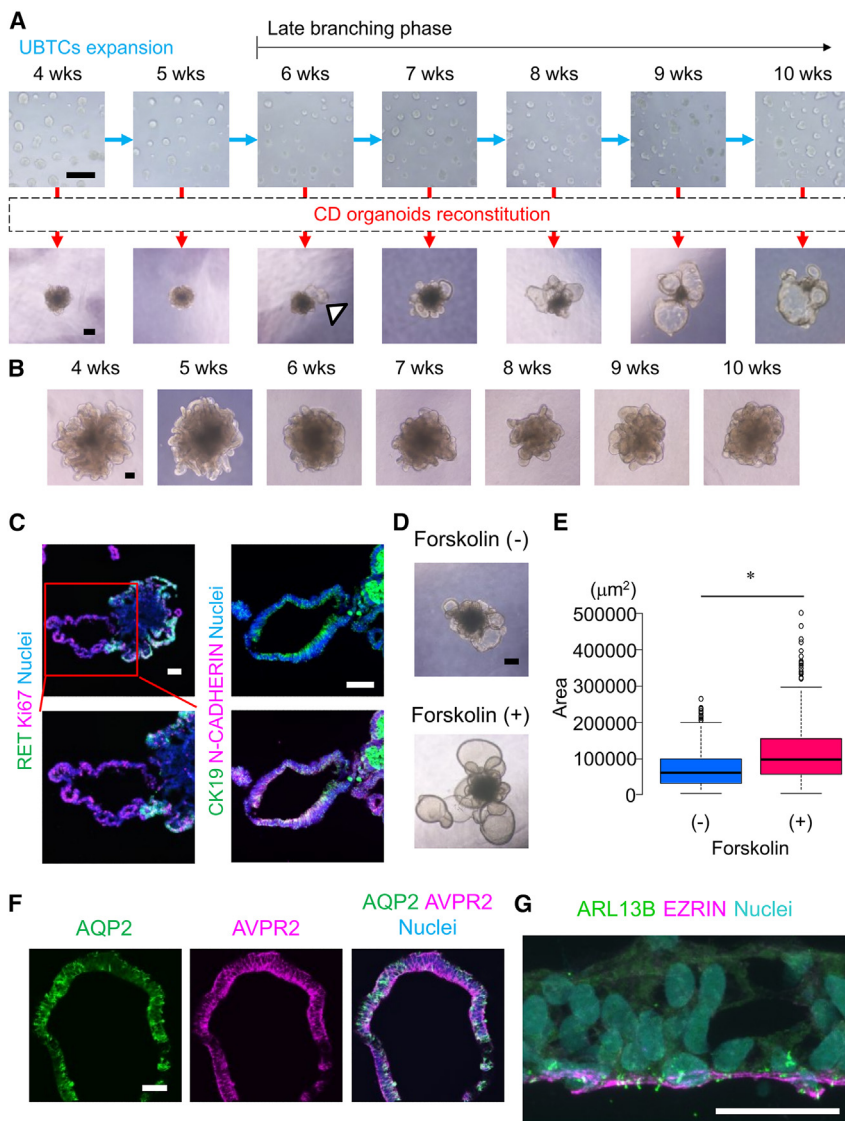 A
UBTCs expansion
Late branching phase
4 wks 5 wks 6 wks 7 wks 8 wks 9 wks 10 wks
CD organoids reconstitution
B
4 wks 5 wks 6 wks 7 wks 8 wks 9 wks 10 wks
C
RET Ki67 Nuclei
CK19 N-CADHERIN Nuclei
D
Forskolin (-)
Forskolin (+)
E
(μm²)
*
500000
400000
300000
200000
100000
0
Area
(-) (+)
Forskolin
F
AQP2
AVPR2
AQP2 AVPR2
Nuclei
G
ARL13B EZRIN Nuclei